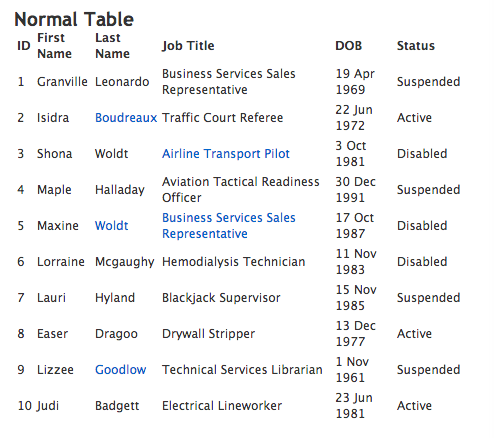 Normal Table
ID First Name Last Name Job Title DOB Status
1 Granville Leonardo Business Services Sales Representative 19 Apr 1969 Suspended
2 Isidra Boudreaux Traffic Court Referee 22 Jun 1972 Active
3 Shona Woldt Airline Transport Pilot 3 Oct 1981 Disabled
4 Maple Halladay Aviation Tactical Readiness Officer 30 Dec 1991 Suspended
5 Maxine Woldt Business Services Sales Representative 17 Oct 1987 Disabled
6 Lorraine Mcgaughy Hemodialysis Technician 11 Nov 1983 Disabled
7 Lauri Hyland Blackjack Supervisor 15 Nov 1985 Suspended
8 Easer Dragoo Drywall Stripper 13 Dec 1977 Active
9 Lizzee Goodlow Technical Services Librarian 1 Nov 1961 Suspended
10 Judi Badgett Electrical Lineworker 23 Jun 1981 Active